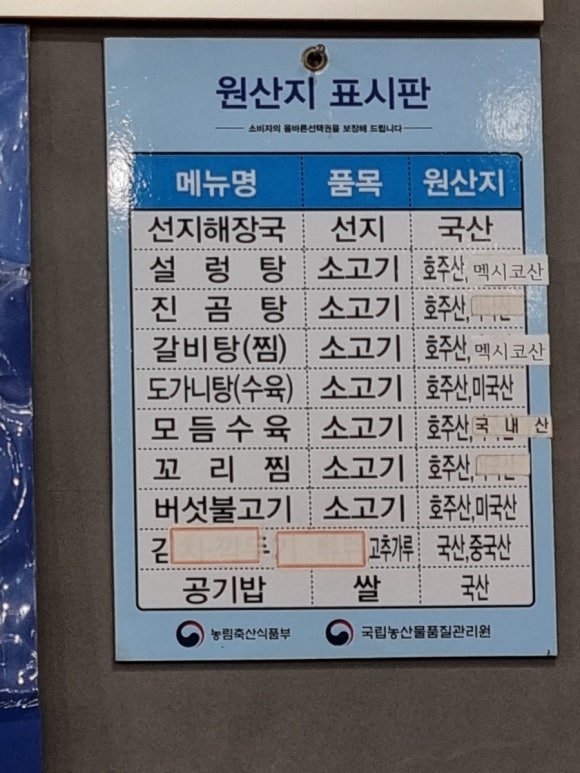 원산지 표시판
소비자의 올바른선택권을 보장해 드립니다
메뉴명 품목 원산지
선지해장국 선지 국산
설렁탕 소고기 호주산, 멕시코산
진곰탕 소고기 호주산,
갈비탕(찜) 소고기 호주산, 멕시코산
도가니탕(수육) 소고기 호주산,미국산
모듬수육 소고기 호주산, 국내산
꼬리찜 소고기 호주산,
버섯불고기 소고기 호주산,미국산
고추가루 국산,중국산
공기밥 쌀 국산
농림축산식품부 국립농산물품질관리원